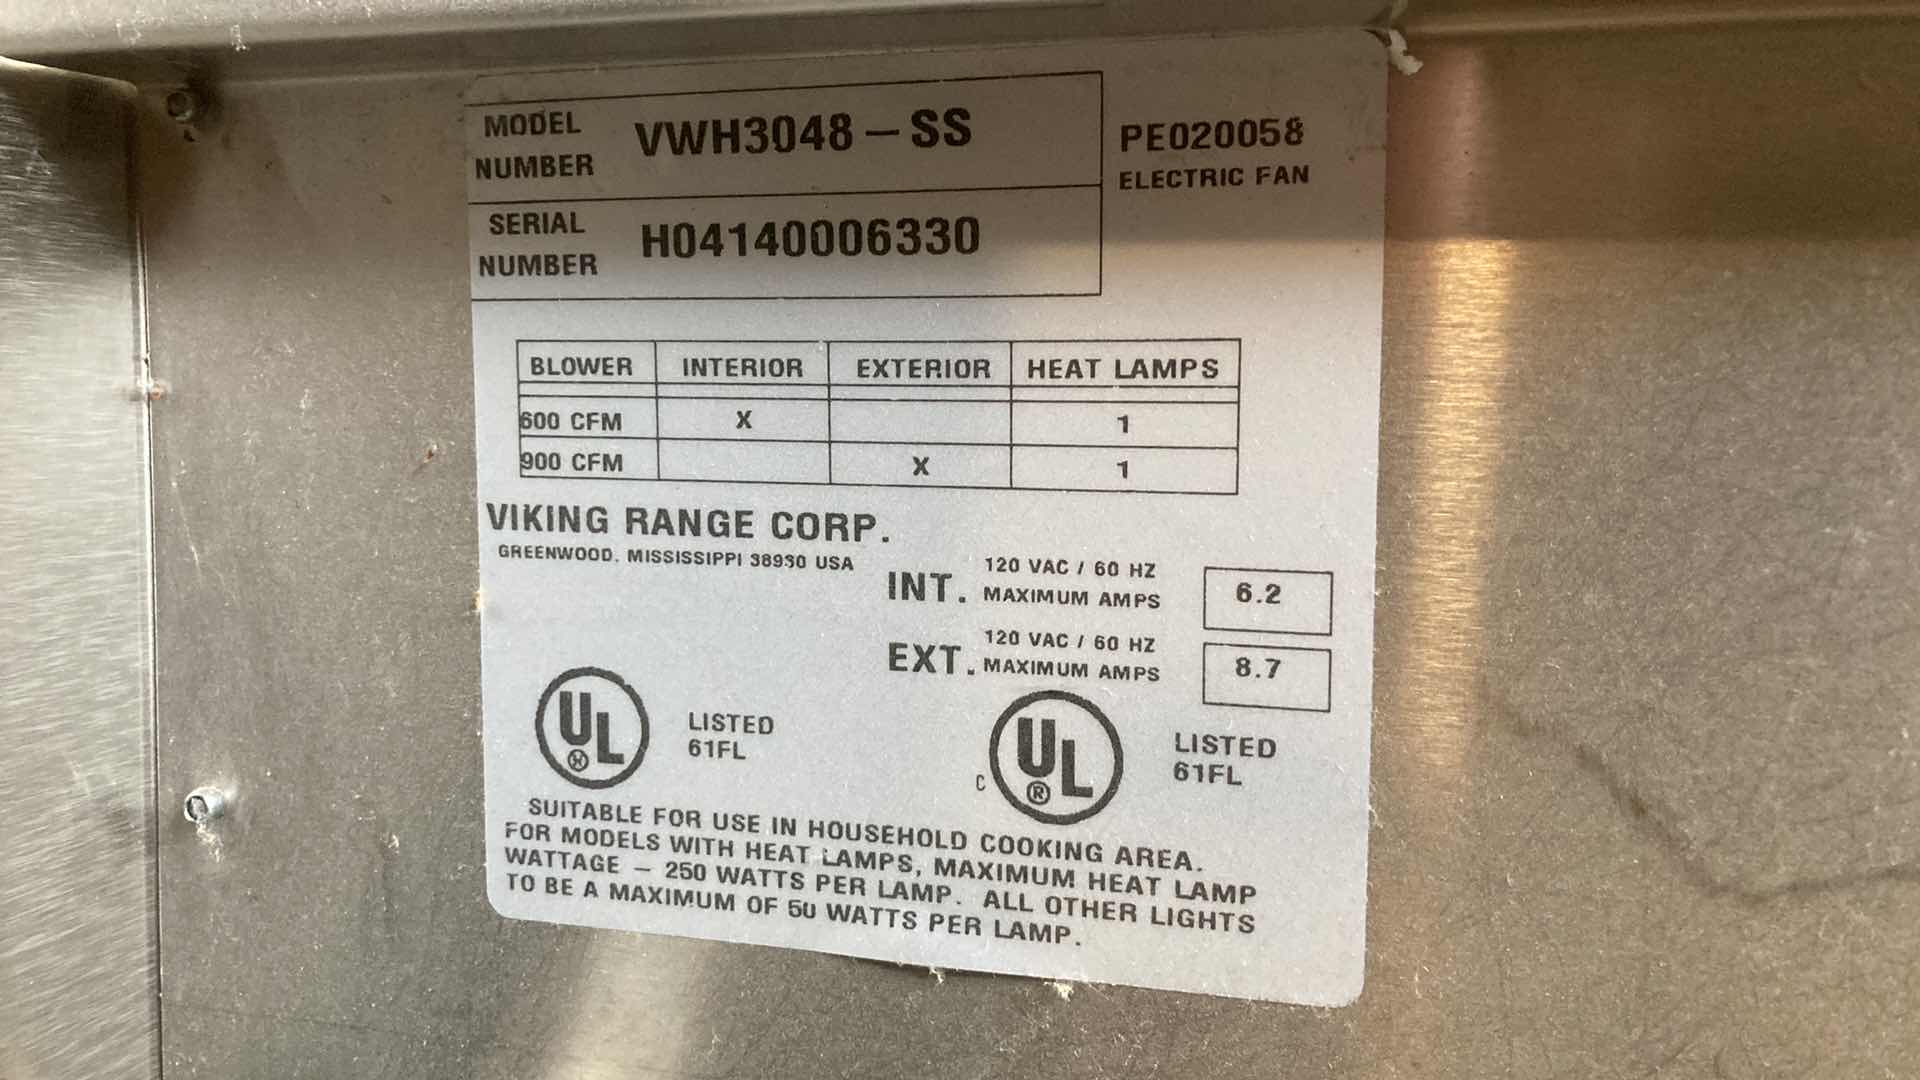 MODEL NUMBER VWH3048 – SS
SERIAL NUMBER H04140006330
PE020058
ELECTRIC FAN
BLOWER INTERIOR EXTERIOR HEAT LAMPS
600 CFM X 1
900 CFM X 1
VIKING RANGE CORP.
GREENWOOD, MISSISSIPPI 38930 USA
INT. 120 VAC / 60 HZ MAXIMUM AMPS 6.2
EXT. 120 VAC / 60 HZ MAXIMUM AMPS 8.7
UL ® LISTED 61FL
C UL ® LISTED 61FL
SUITABLE FOR USE IN HOUSEHOLD COOKING AREA.
FOR MODELS WITH HEAT LAMPS, MAXIMUM HEAT LAMP
WATTAGE – 250 WATTS PER LAMP. ALL OTHER LIGHTS
TO BE A MAXIMUM OF 50 WATTS PER LAMP.